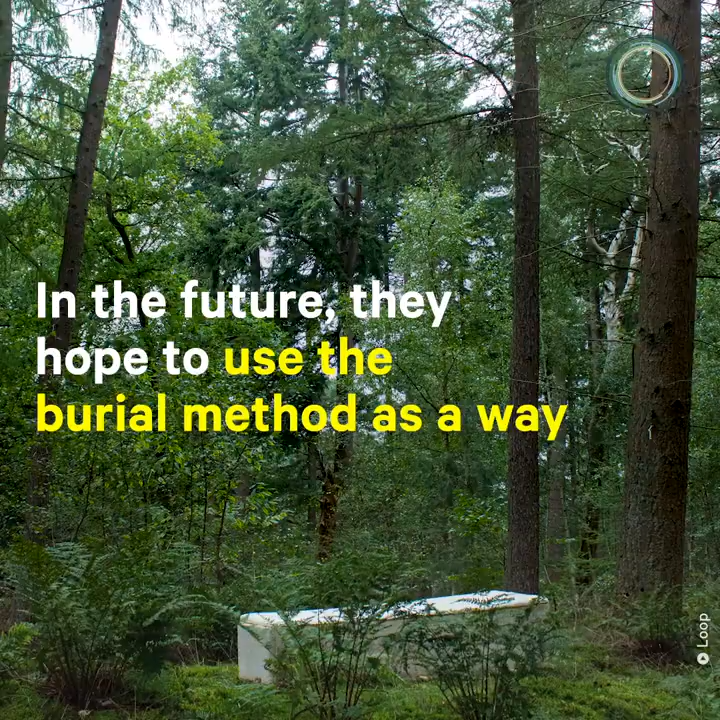 In the future, they
hope to use the
burial method as a way
Loop